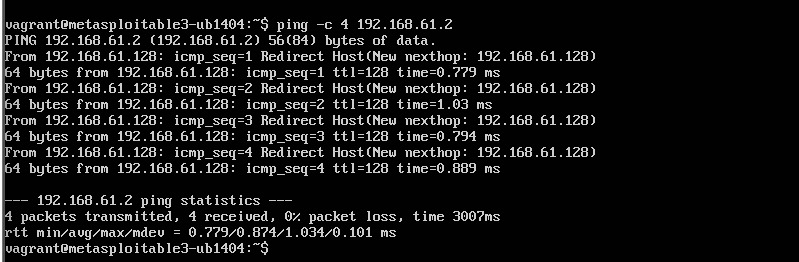 vagrant@metasploitable3-ub1404:~$ ping -c 4 192.168.61.2
PING 192.168.61.2 (192.168.61.2) 56(84) bytes of data.
From 192.168.61.128: icmp_seq=1 Redirect Host(New nexthop: 192.168.61.128)
64 bytes from 192.168.61.128: icmp_seq=1 ttl=128 time=0.779 ms
From 192.168.61.128: icmp_seq=2 Redirect Host(New nexthop: 192.168.61.128)
64 bytes from 192.168.61.128: icmp_seq=2 ttl=128 time=1.03 ms
From 192.168.61.128: icmp_seq=3 Redirect Host(New nexthop: 192.168.61.128)
64 bytes from 192.168.61.128: icmp_seq=3 ttl=128 time=0.794 ms
From 192.168.61.128: icmp_seq=4 Redirect Host(New nexthop: 192.168.61.128)
64 bytes from 192.168.61.128: icmp_seq=4 ttl=128 time=0.889 ms
--- 192.168.61.2 ping statistics ---
4 packets transmitted, 4 received, 0% packet loss, time 3007ms
rtt min/avg/max/mdev = 0.779/0.874/1.034/0.101 ms
vagrant@metasploitable3-ub1404:~$